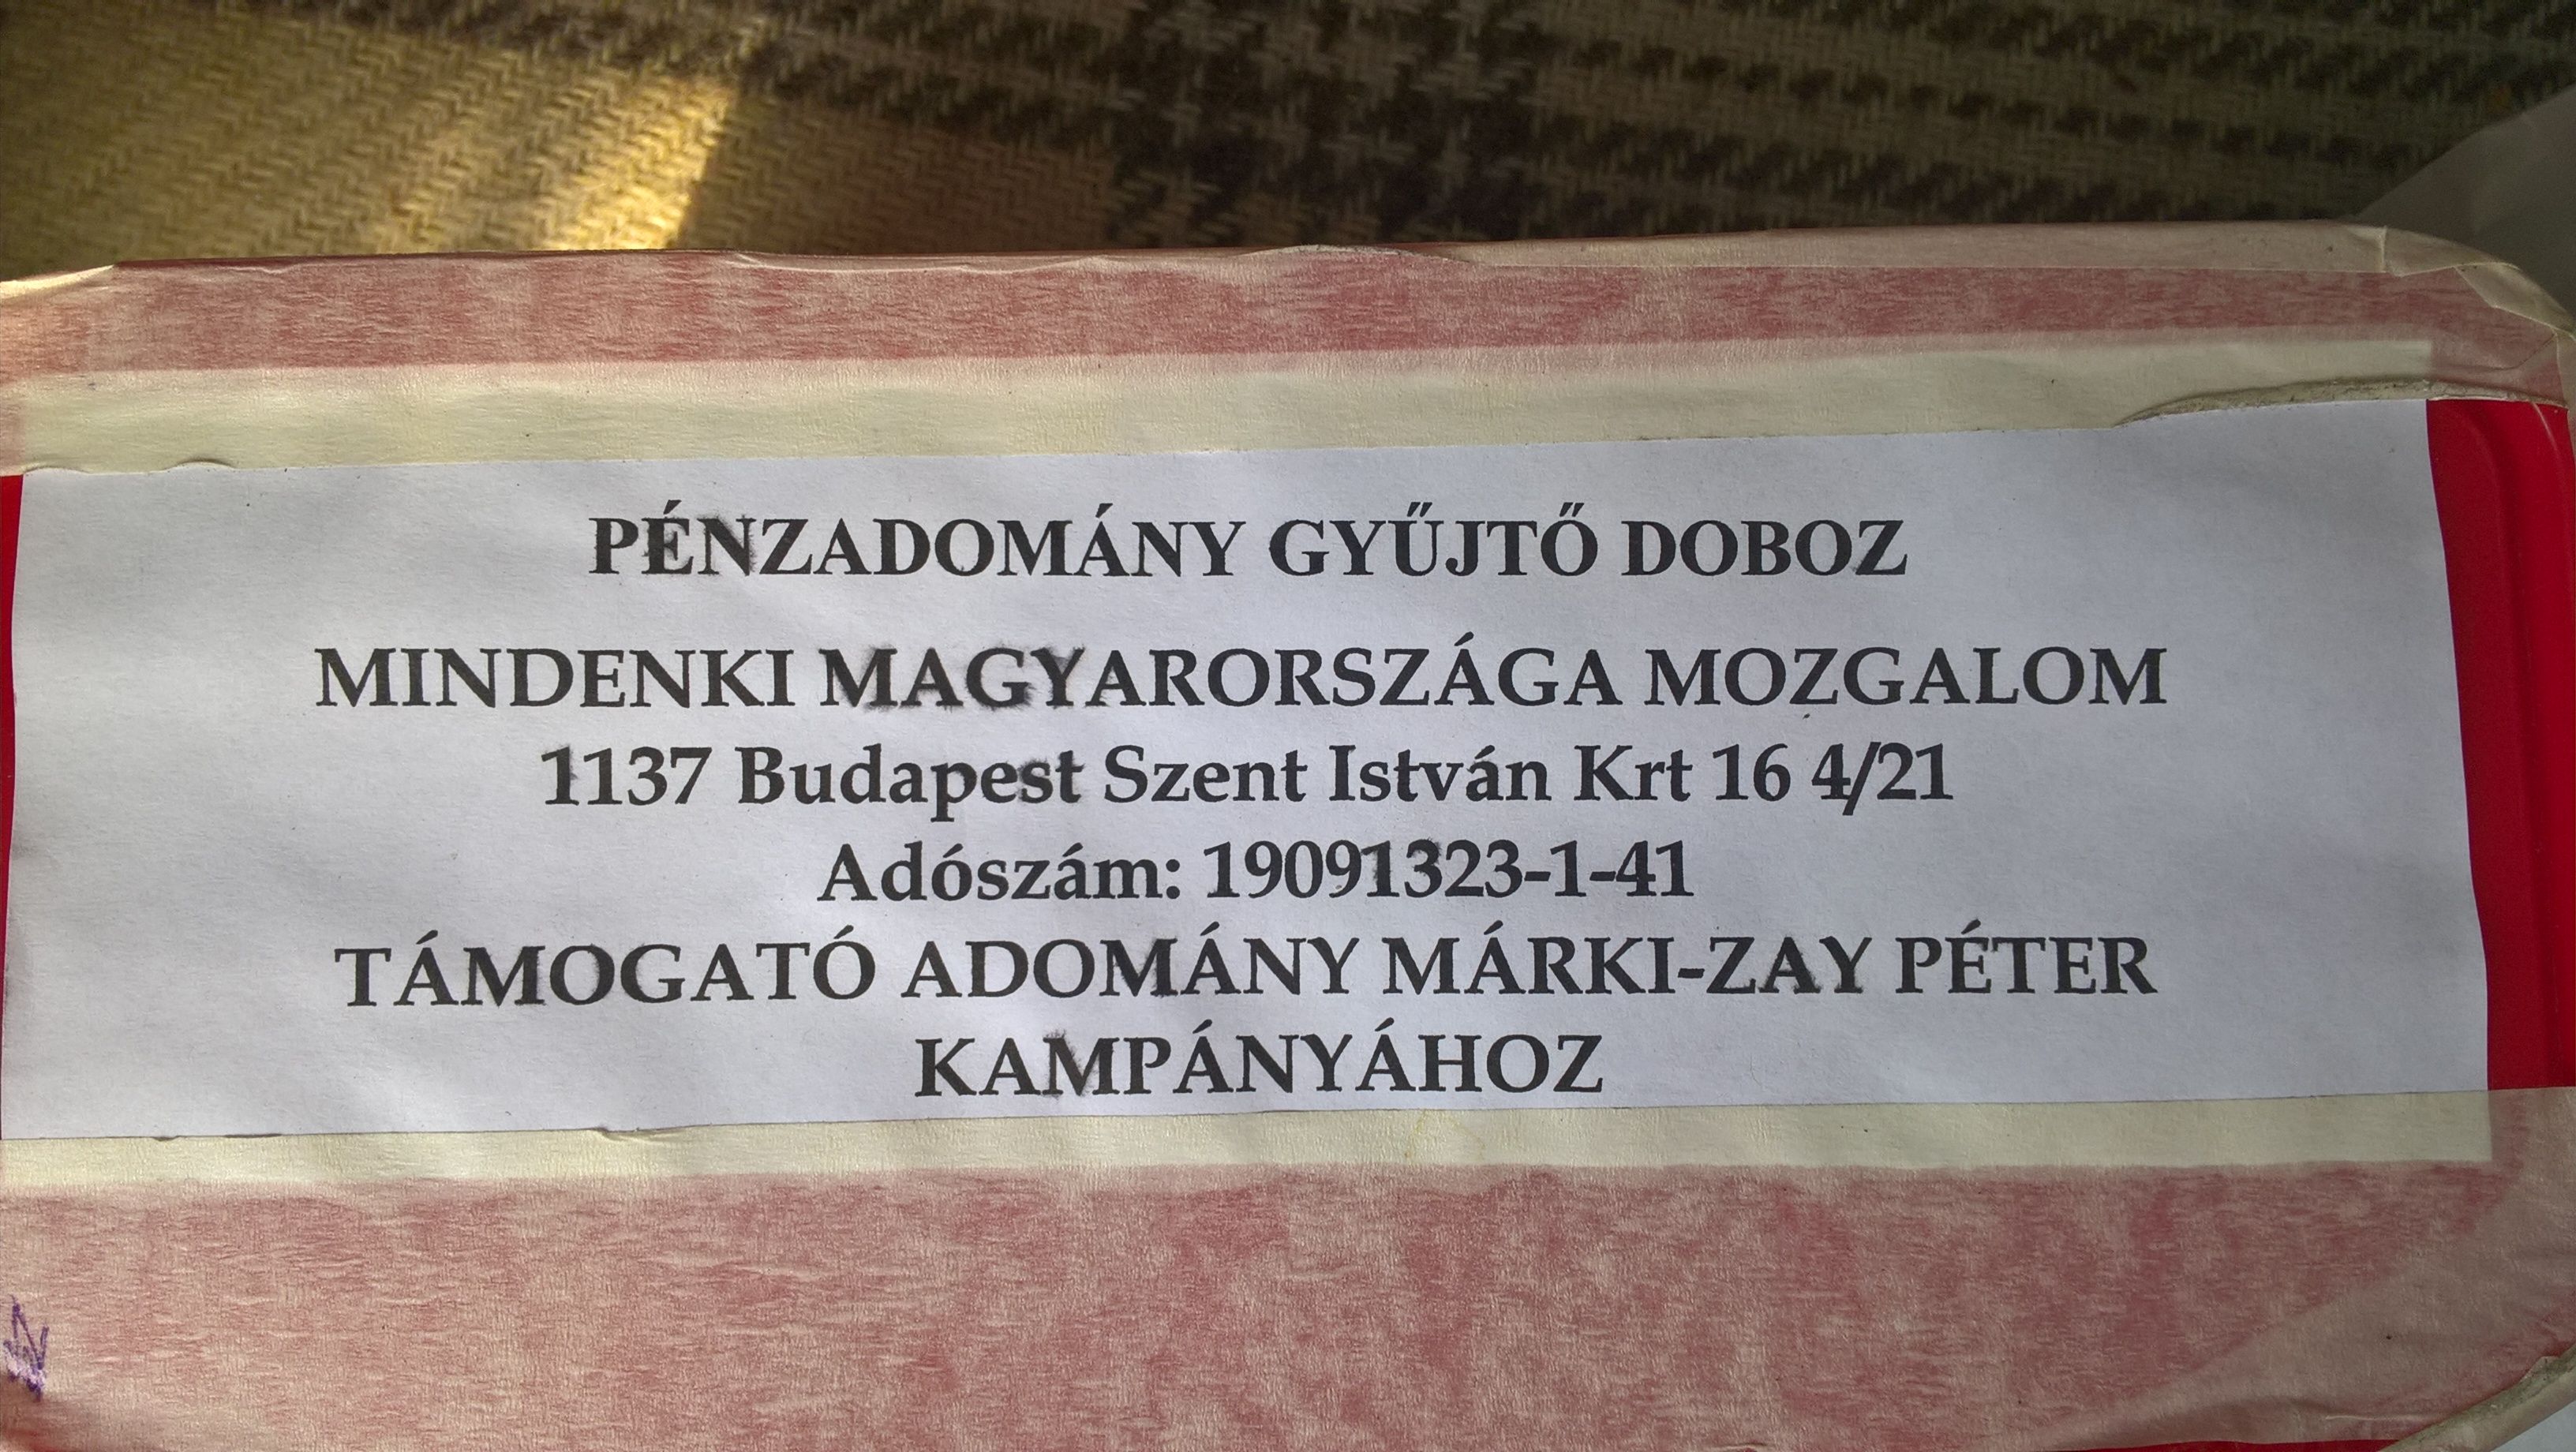 PÉNZADOMÁNY GYŰJTŐ DOBOZ
MINDENKI MAGYARORSZÁGA MOZGALOM
1137 Budapest Szent István Krt 16 4/21
Adószám: 19091323-1-41
TÁMOGATÓ ADOMÁNY MÁRKI-ZAY PÉTER
KAMPÁNYÁHOZ